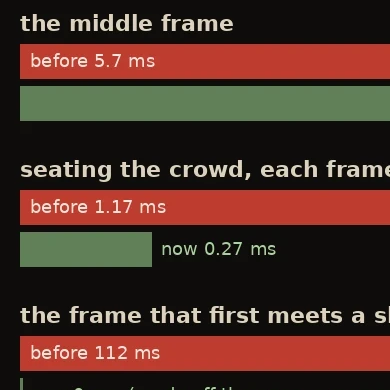 the middle frame
before 5.7 ms
seating the crowd, each frame
before 1.17 ms
now 0.27 ms
the frame that first meets a
before 112 ms